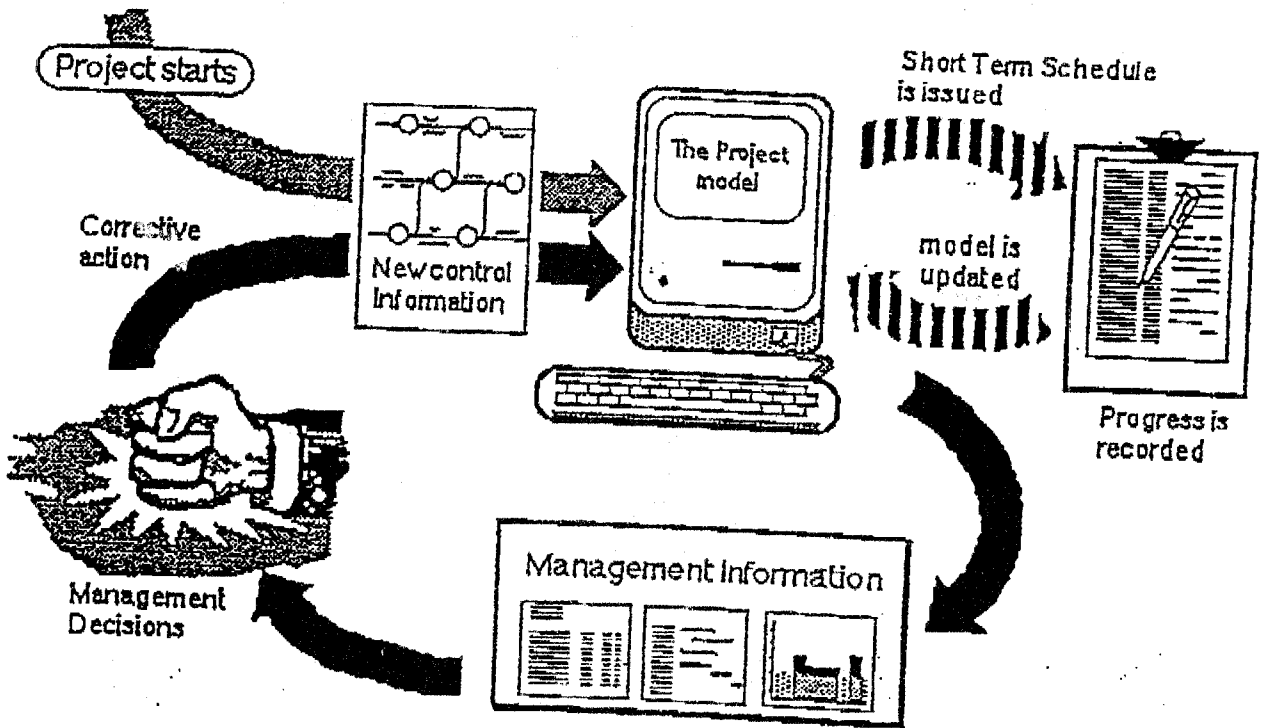 Project starts
Short Term Schedule
is issued
The Project
model
Corrective
action
New control
Information
model is
updated
Progress is
recorded
Management Information
Management
Decisions